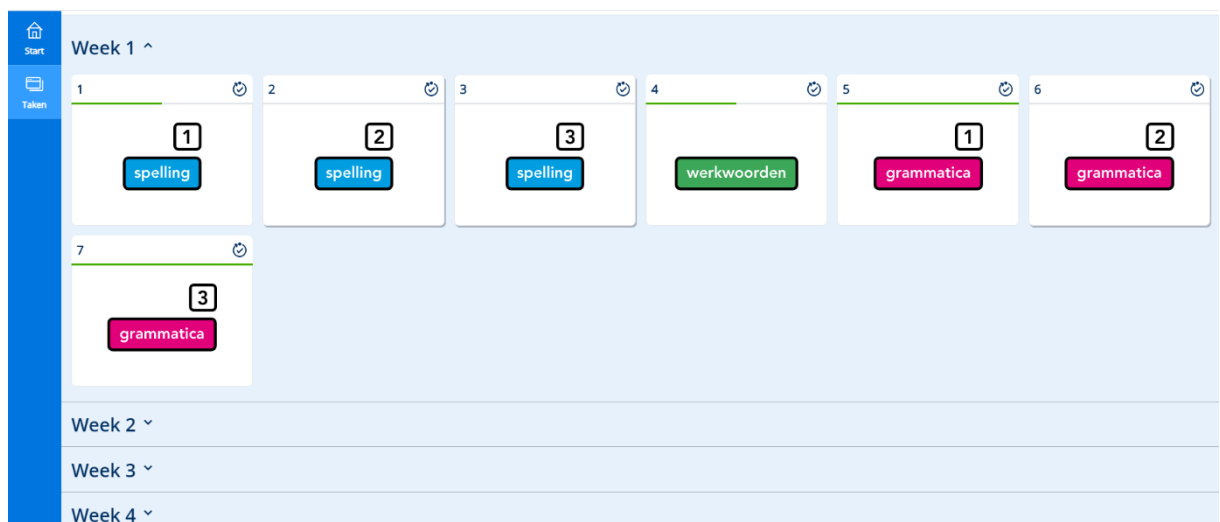 Start
Taken
Week 1
1
1
spelling
2
2
spelling
3
3
spelling
4
werkwoorden
5
1
grammatica
6
2
grammatica
7
3
grammatica
Week 2
Week 3
Week 4